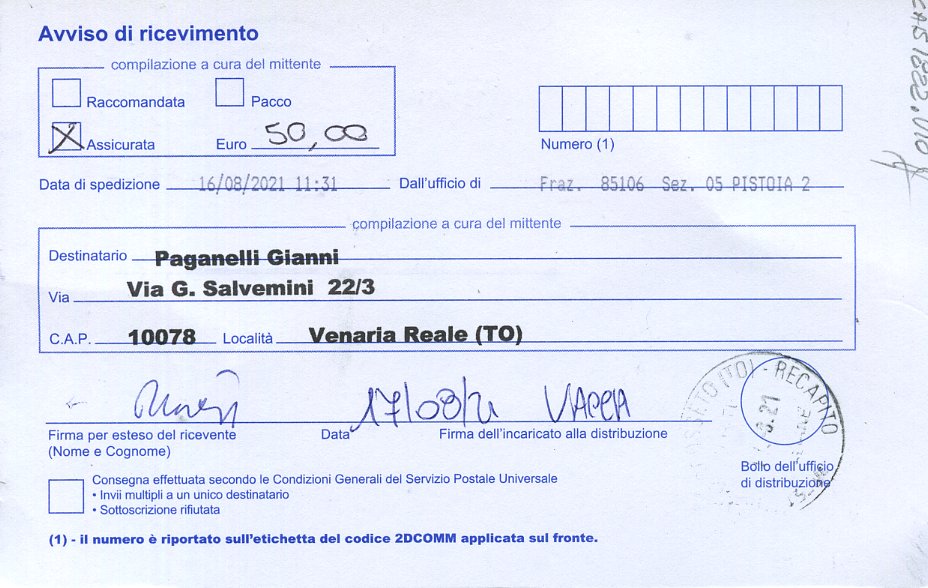 Avviso di ricevimento
compilazione a cura del mittente
Raccomandata Pacco
X Assicurata Euro 50,00
Numero (1)
Data di spedizione 16/08/2021 11:31 Dall'ufficio di Fraz. 85106 Sez. 05 PISTOIA 2
compilazione a cura del mittente
Destinatario Paganelli Gianni
Via Via G. Salvemini 22/3
C.A.P. 10078 Località Venaria Reale (TO)
17/08/21
Firma per esteso del ricevente Data Firma dell'incaricato alla distribuzione
(Nome e Cognome)
(TO) - RECAPITO
Bollo dell'ufficio
di distribuzione
Consegna effettuata secondo le Condizioni Generali del Servizio Postale Universale
• Invii multipli a un unico destinatario
• Sottoscrizione rifiutata
(1) - il numero è riportato sull'etichetta del codice 2DCOMM applicata sul fronte.